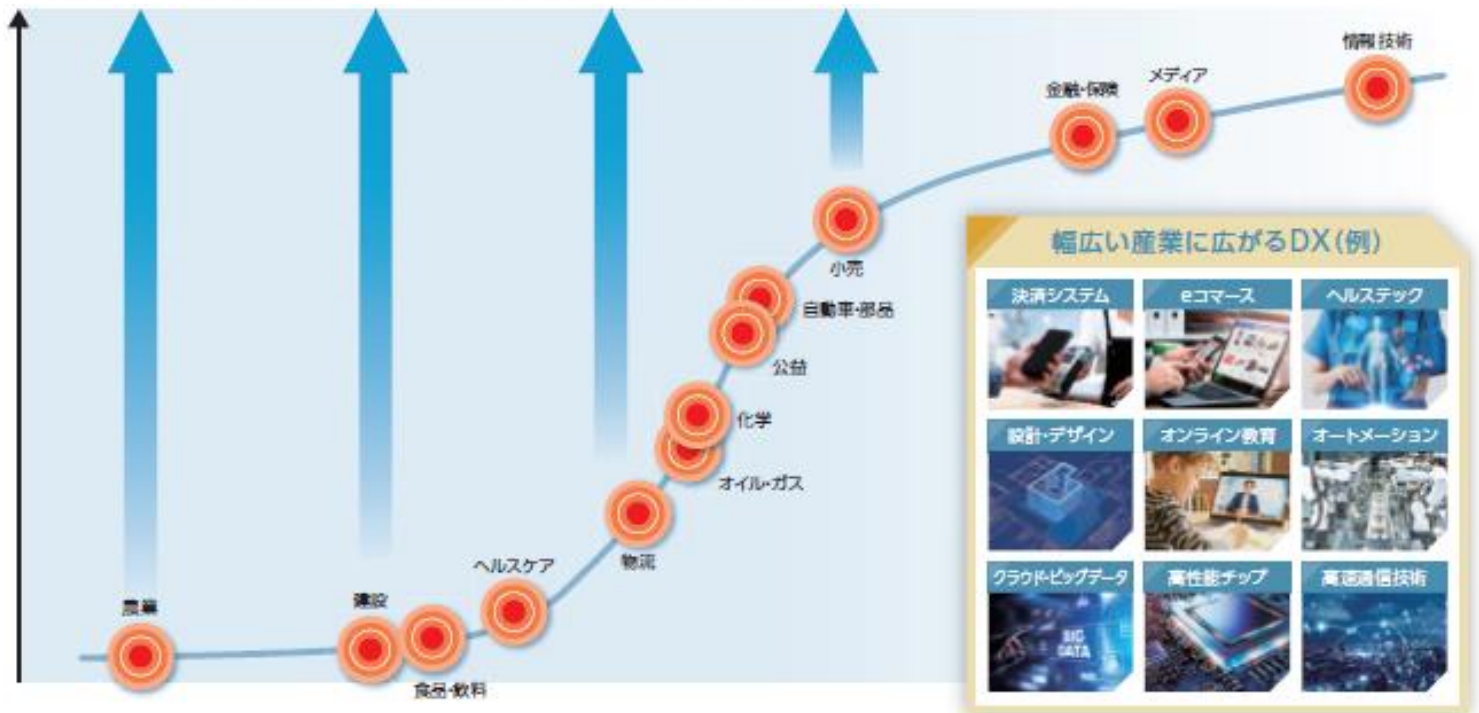 情報技術
メディア
金融・保険
小売
自動車・部品
公益
化学
オイル・ガス
物流
ヘルスケア
建設
農業
食品・飲料
幅広い産業に広がるDX(例)
決済システム
eコマース
ヘルステック
設計・デザイン
オンライン教育
オートメーション
クラウド・ビッグデータ
高性能チップ
高速通信技術
BIG
DATA